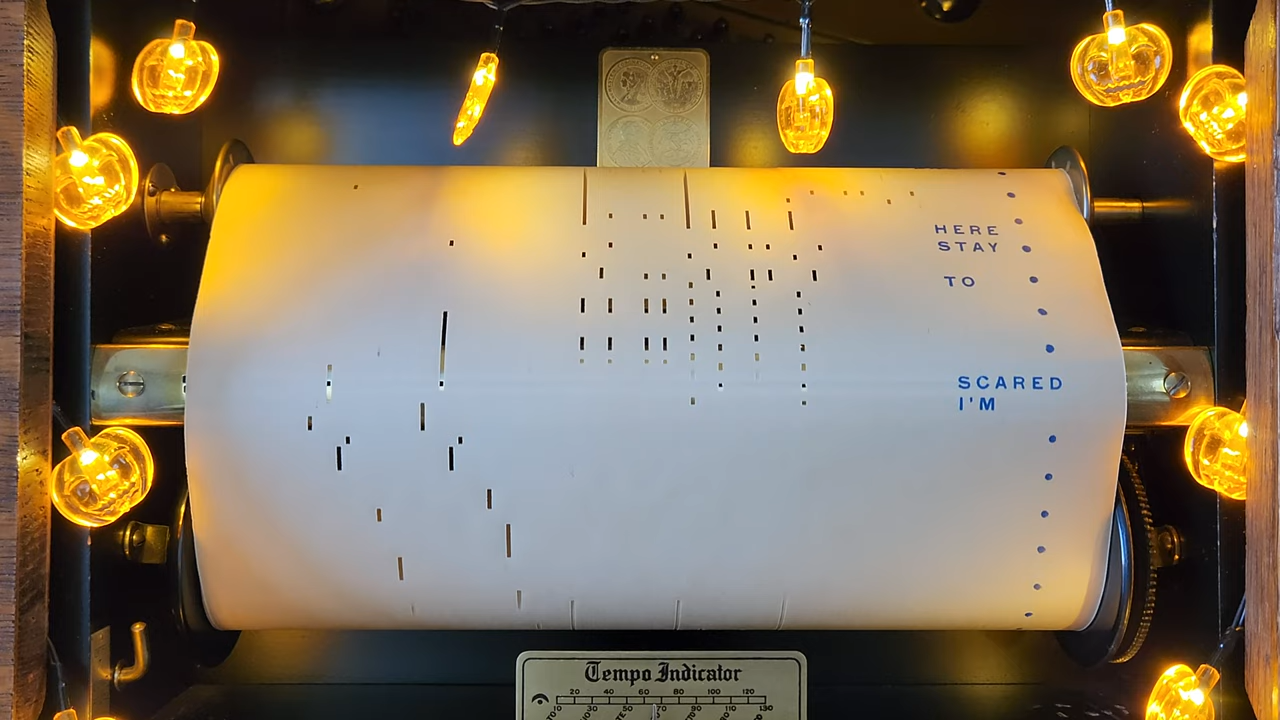 HERE
STAY
TO
SCARED
I'M
Tempo Indicator
20 40 60 80 100 120
10 30 50 70 90 110 130